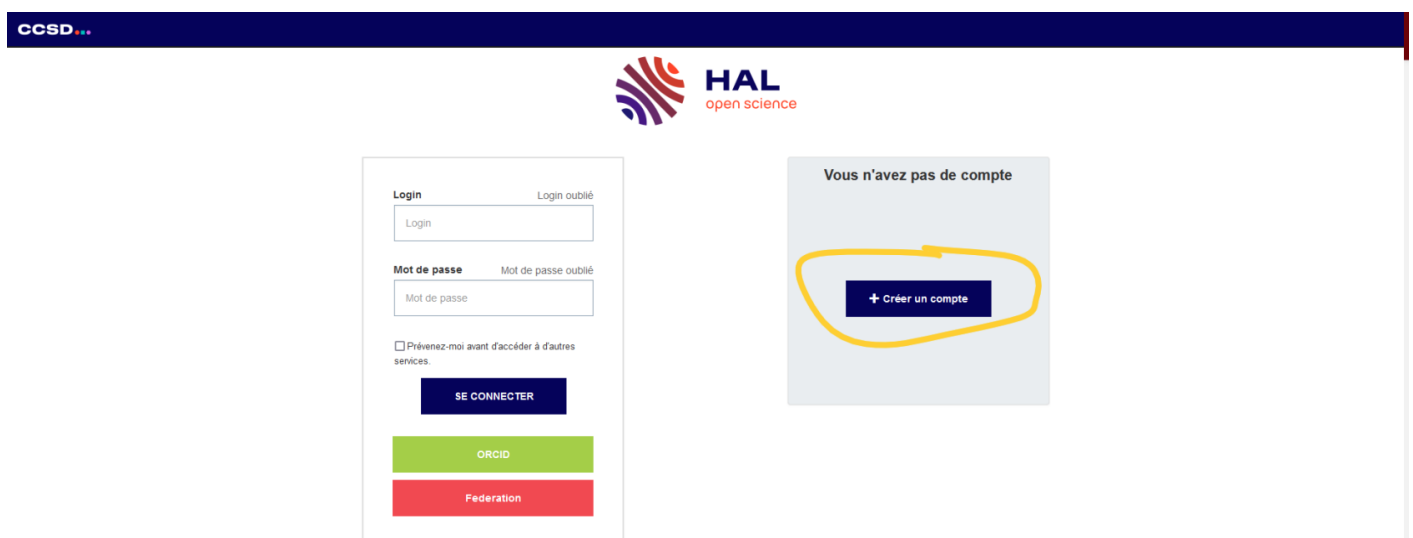 CCSD
HAL
open science
Login Login oublié
Login
Mot de passe Mot de passe oublié
Mot de passe
Prévenez-moi avant d'accéder à d'autres
services.
SE CONNECTER
ORCID
Federation
Vous n'avez pas de compte
+ Créer un compte